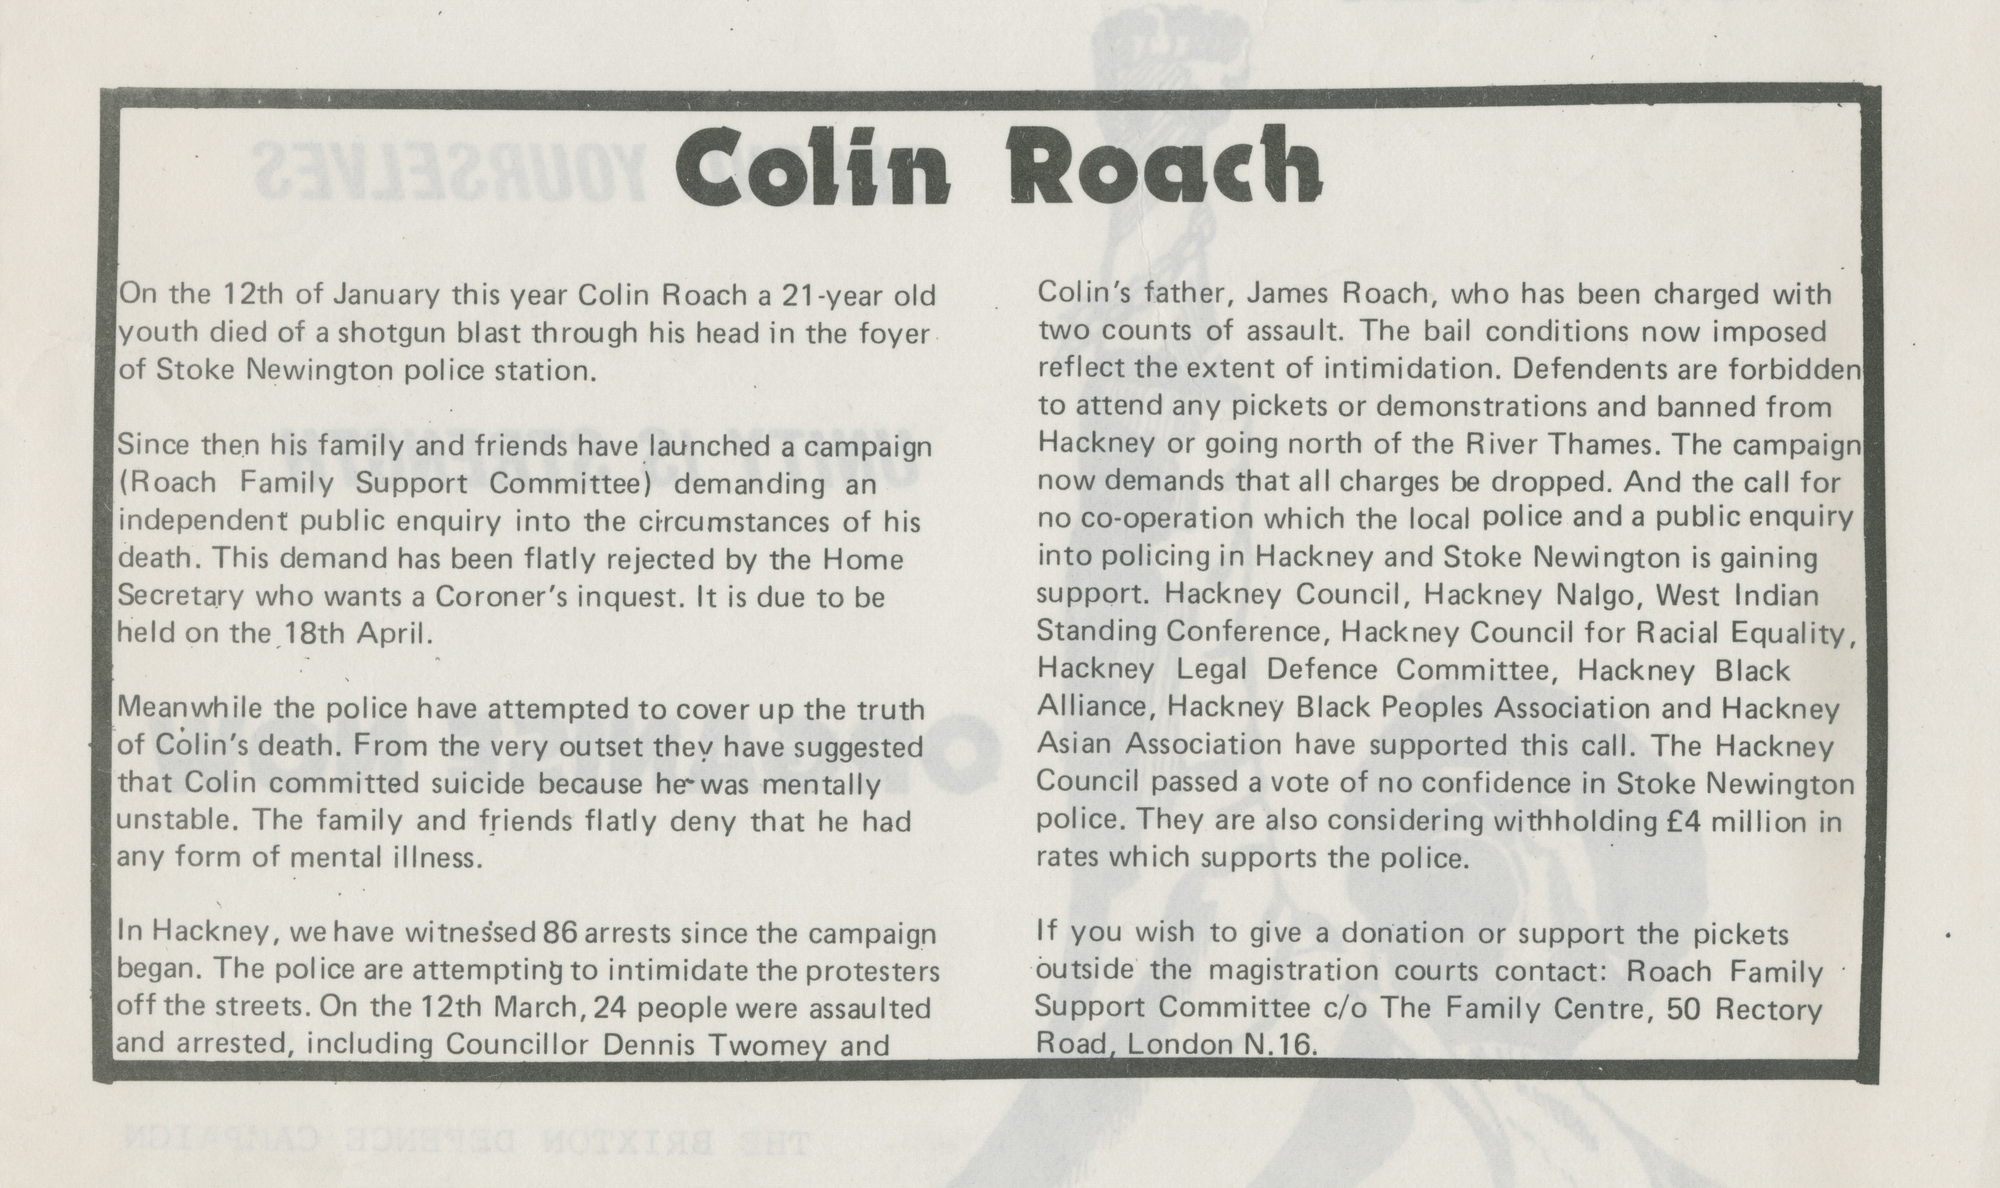 Colin Roach
On the 12th of January this year Colin Roach a 21-year old
youth died of a shotgun blast through his head in the foyer
of Stoke Newington police station.
Since then his family and friends have launched a campaign
(Roach Family Support Committee) demanding an
independent public enquiry into the circumstances of his
death. This demand has been flatly rejected by the Home
Secretary who wants a Coroner's inquest. It is due to be
held on the 18th April.
Meanwhile the police have attempted to cover up the truth
of Colin's death. From the very outset they have suggested
that Colin committed suicide because he was mentally
unstable. The family and friends flatly deny that he had
any form of mental illness.
In Hackney, we have witnessed 86 arrests since the campaign
began. The police are attempting to intimidate the protesters
off the streets. On the 12th March, 24 people were assaulted
and arrested, including Councillor Dennis Twomey and
Colin's father, James Roach, who has been charged with
two counts of assault. The bail conditions now imposed
reflect the extent of intimidation. Defendents are forbidden
to attend any pickets or demonstrations and banned from
Hackney or going north of the River Thames. The campaign
now demands that all charges be dropped. And the call for
no co-operation which the local police and a public enquiry
into policing in Hackney and Stoke Newington is gaining
support. Hackney Council, Hackney Nalgo, West Indian
Standing Conference, Hackney Council for Racial Equality,
Hackney Legal Defence Committee, Hackney Black
Alliance, Hackney Black Peoples Association and Hackney
Asian Association have supported this call. The Hackney
Council passed a vote of no confidence in Stoke Newington
police. They are also considering withholding £4 million in
rates which supports the police.
If you wish to give a donation or support the pickets
outside the magistration courts contact: Roach Family
Support Committee c/o The Family Centre, 50 Rectory
Road, London N.16.
YOURSELVES
THE BRIXTON DEFENCE CAMPAIGN